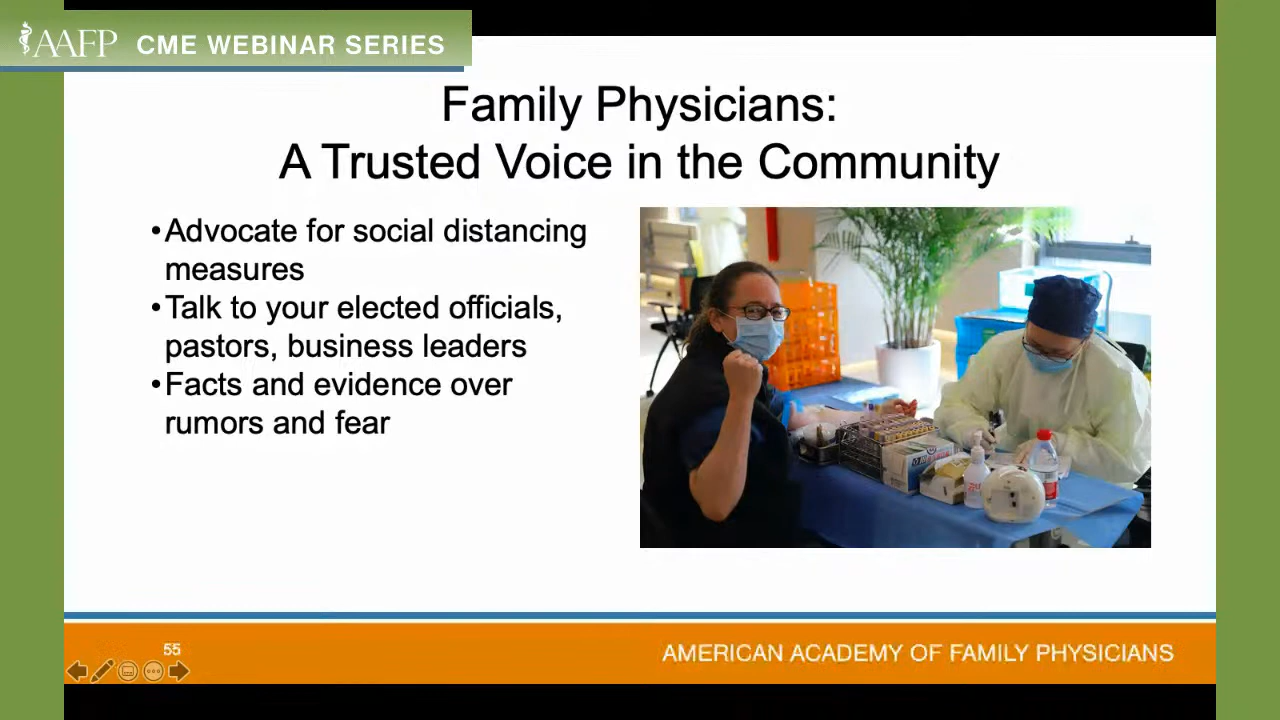 AAFP CME WEBINAR SERIES
Family Physicians:
A Trusted Voice in the Community
•Advocate for social distancing
measures
•Talk to your elected officials,
pastors, business leaders
•Facts and evidence over
rumors and fear
55
AMERICAN ACADEMY OF FAMILY PHYSICIANS